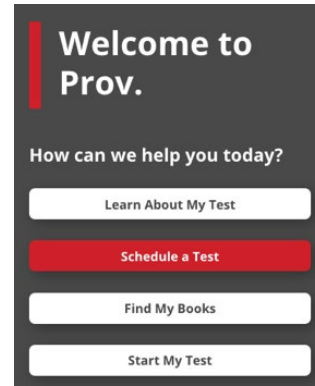 Welcome to
Prov.
How can we help you today?
Learn About My Test
Schedule a Test
Find My Books
Start My Test